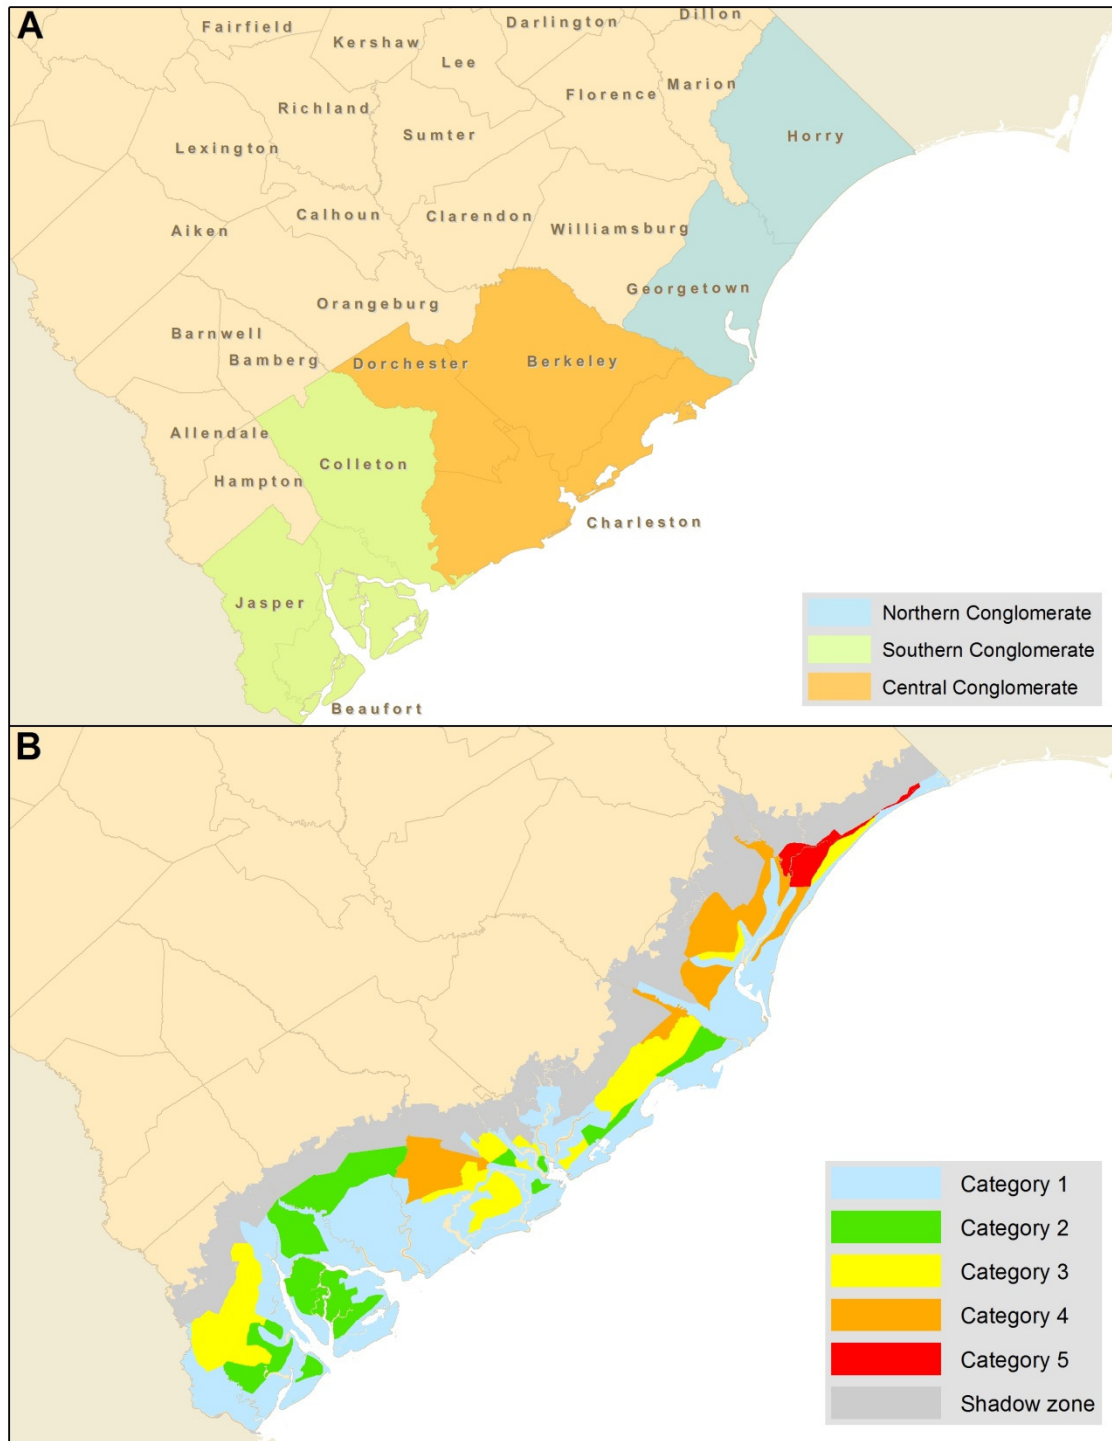 A
Fairfield
Kershaw
Darlington
Dillon
Lee
Richland
Florence
Marion
Lexington
Sumter
Horry
Aiken
Calhoun
Clarendon
Williamsburg
Orangeburg
Georgetown
Barnwell
Bamberg
Dorchester
Berkeley
Allendale
Colleton
Hampton
Charleston
Jasper
Beaufort
Northern Conglomerate
Southern Conglomerate
Central Conglomerate
B
Category 1
Category 2
Category 3
Category 4
Category 5
Shadow zone